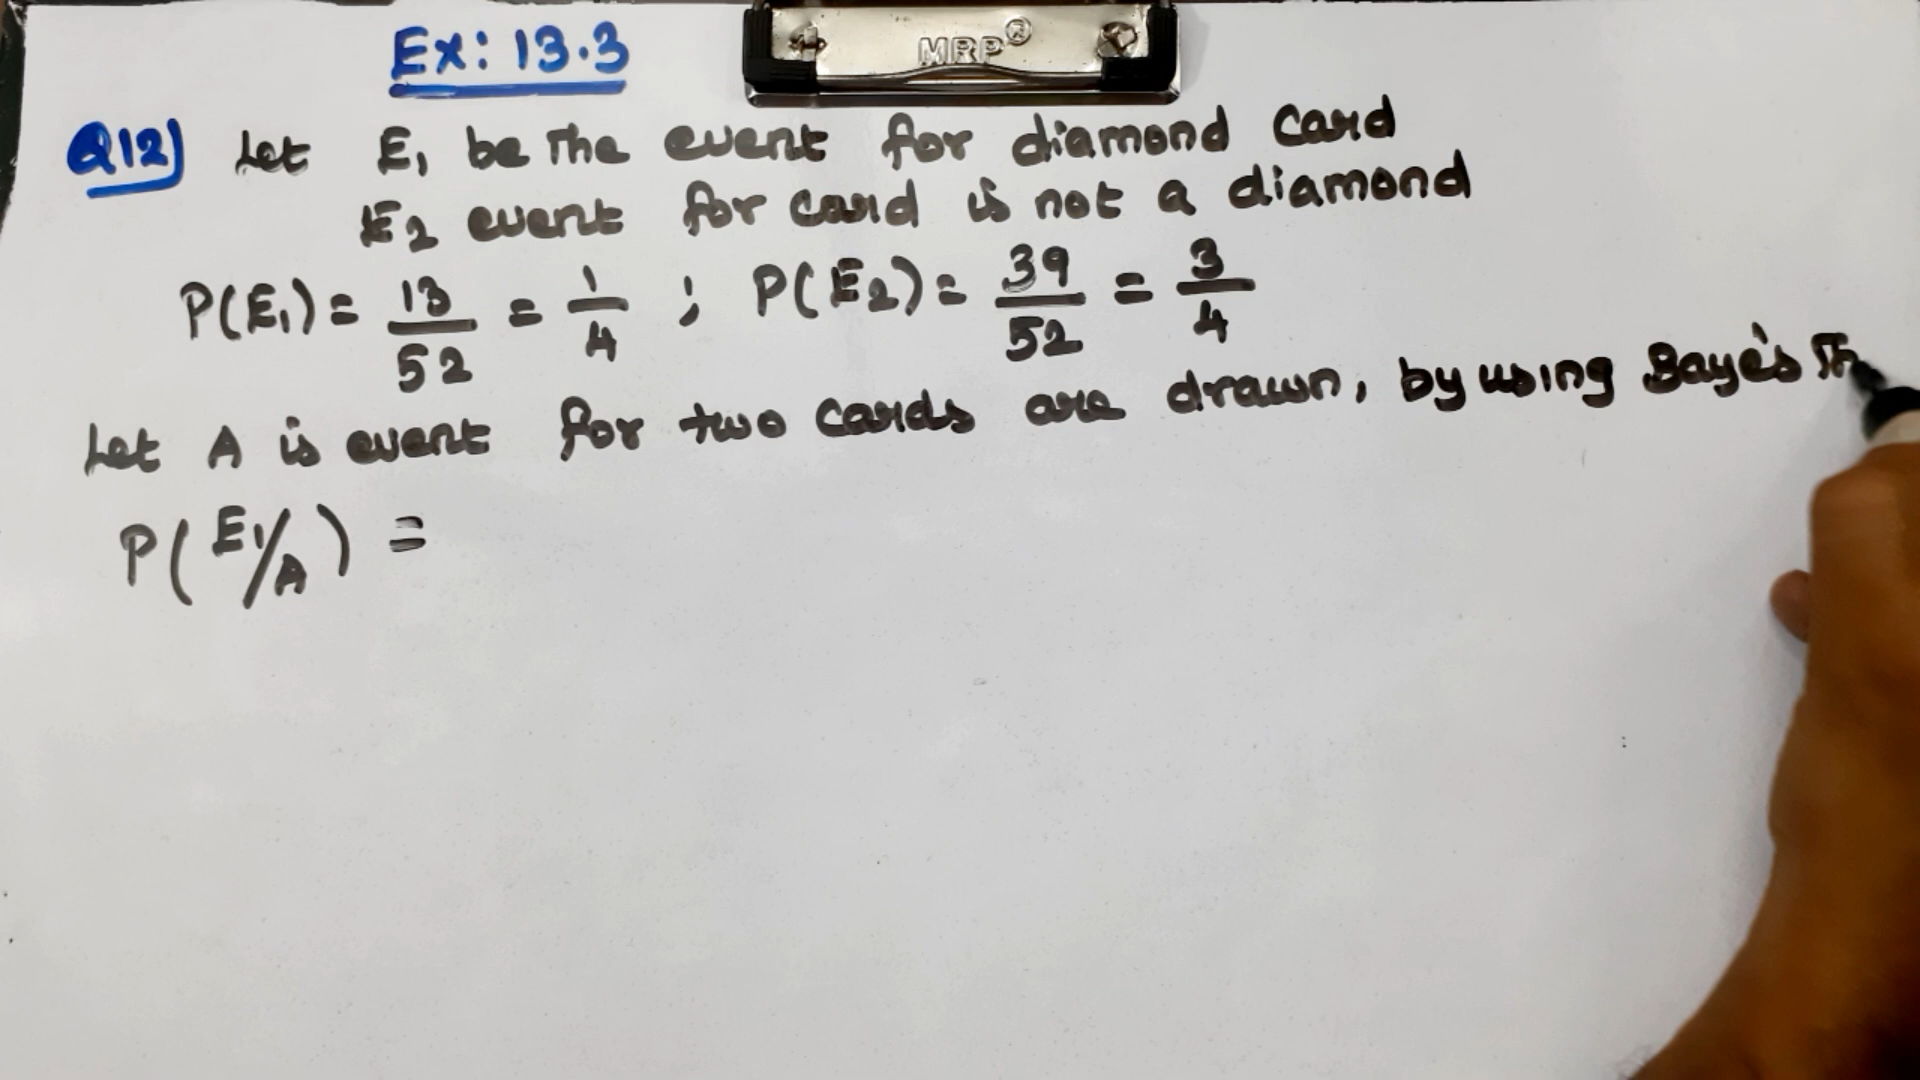 MRP®
Ex: 13.3
Q12) Let E₁ be The event for diamond card
E₂ event for card is not a diamond
P(E₁) = 13/52 = 1/4 ; P(E₂) = 39/52 = 3/4
Let A is event for two cards are drawn, by using Baye's Th
P(E₁/A) =